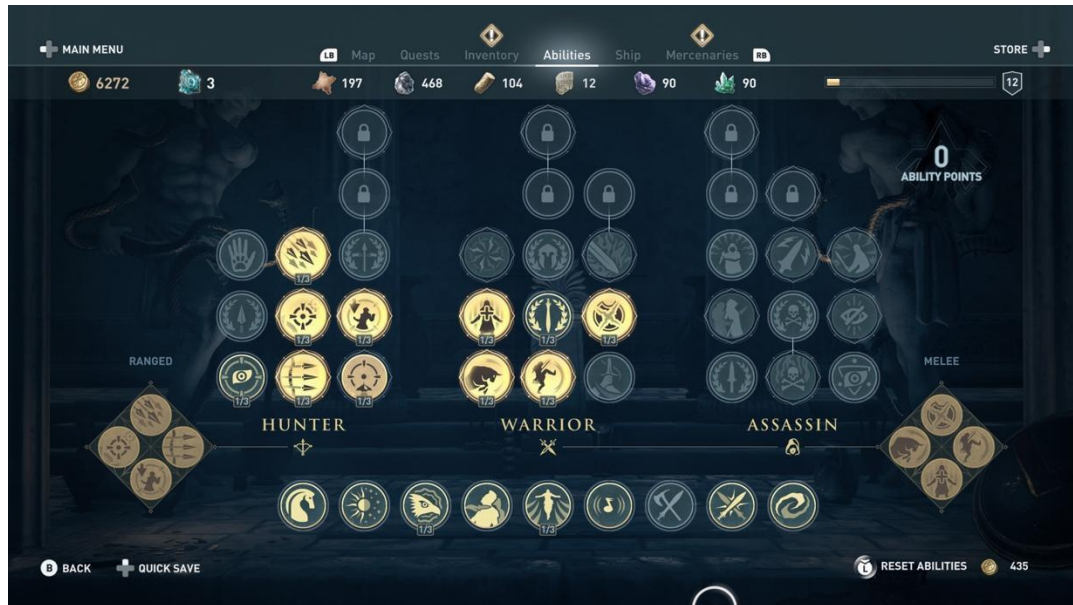 MAIN MENU
LB Map Quests Inventory Abilities Ship Mercenaries RB
STORE
6272 3 197 468 104 12 90 90 12
0
ABILITY POINTS
1/3
1/3 1/3 1/3 1/3 1/3
RANGED
MELEE
1/3 1/3 1/3 1/3 1/3
HUNTER WARRIOR ASSASSIN
1/3 1/3
B BACK QUICK SAVE
L RESET ABILITIES 435